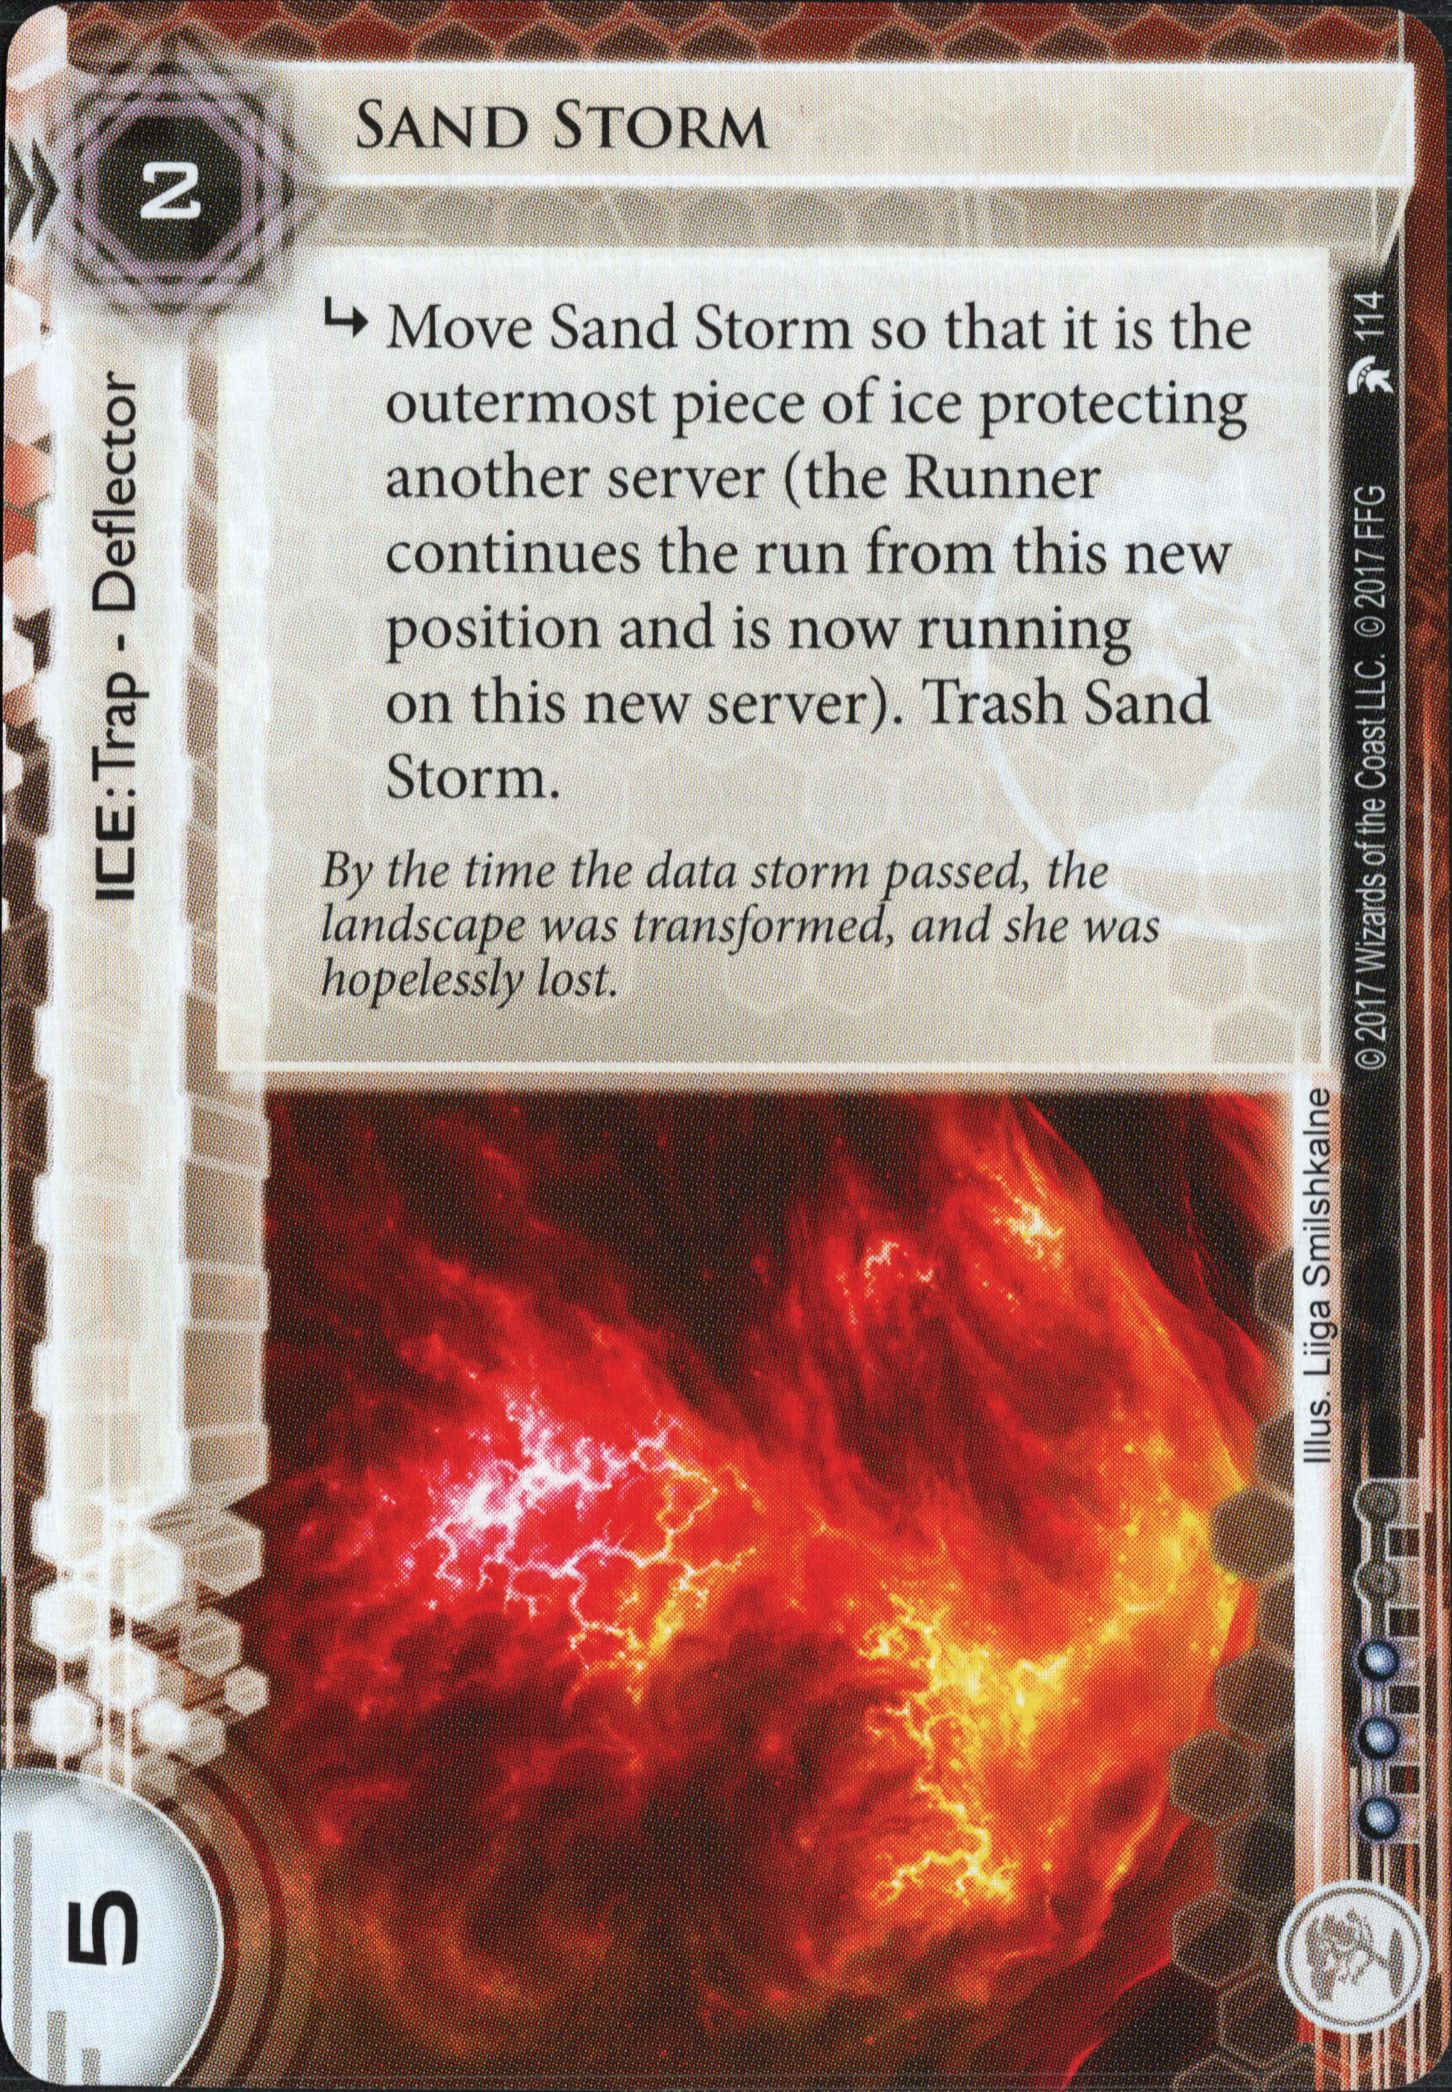 SAND STORM
2
ICE: Trap - Deflector
↳ Move Sand Storm so that it is the
outermost piece of ice protecting
another server (the Runner
continues the run from this new
position and is now running
on this new server). Trash Sand
Storm.
By the time the data storm passed, the
landscape was transformed, and she was
hopelessly lost.
114
© 2017 Wizards of the Coast LLC. © 2017 FFG
Illus. Liiga Smilshkalne
5